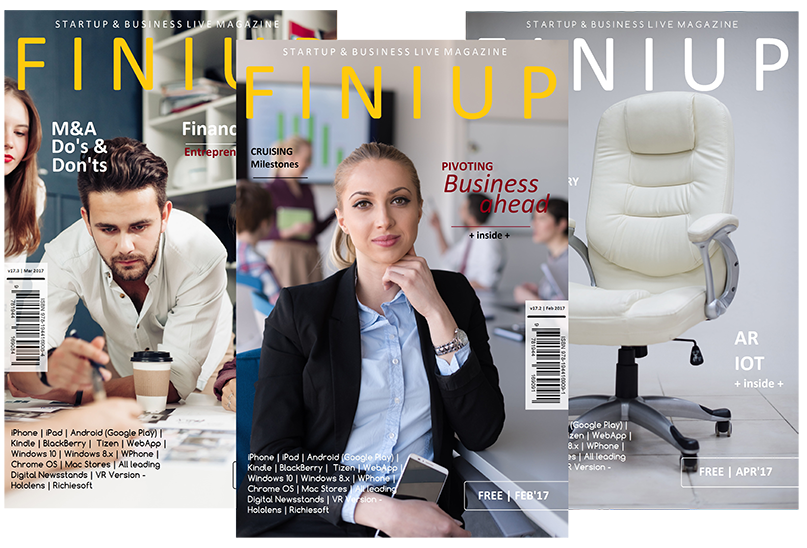 STARTUP & BUSINESS LIVE MAGAZINE
FINIU
M&A
Do's &
Don'ts
Financ
Entrepren
v17.3 | Mar 2017
iPhone | iPod | Android (Google Play) |
Kindle | BlackBerry | Tizen | WebApp |
Windows 10 | Windows 8.x | WPhone |
Chrome OS | Mac Stores | All leading
Digital Newsstands | VR Version -
Hololens | Richiesoft
STARTUP & BUSINESS LIVE MAGAZINE
FINIUP
CRUISING
Milestones
PIVOTING
Business
ahead
+ inside +
v17.2 | Feb 2017
iPhone | iPod | Android (Google Play) |
Kindle | BlackBerry | Tizen | WebApp |
Windows 10 | Windows 8.x | WPhone |
Chrome OS | Mac Stores | All leading
Digital Newsstands | VR Version -
Hololens | Richiesoft
FREE | FEB'17
STARTUP & BUSINESS LIVE MAGAZINE
NIUP
RY
AR
IOT
+ inside +
(Google Play) |
izen | WebApp |
8.x | WPhone |
s | All leading
R Version -
FREE | APR'17